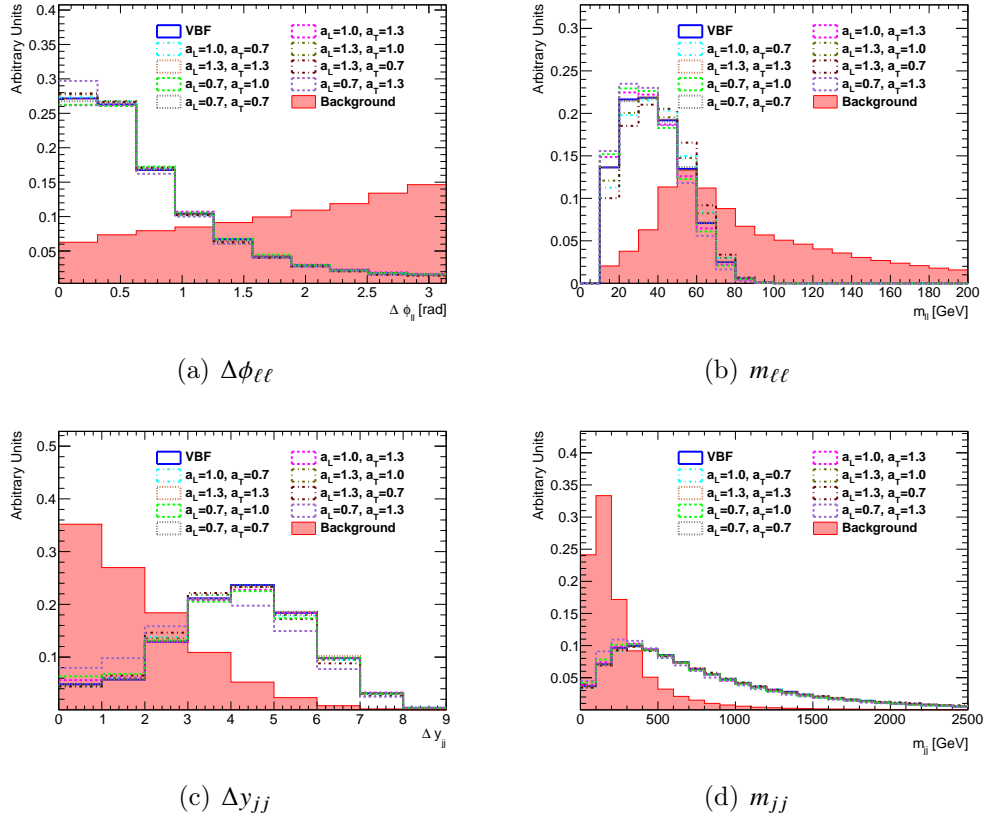 Arbitrary Units
0.4
0.35
0.3
0.25
0.2
0.15
0.1
0.05
0 0.5 1 1.5 2 2.5 3
Δ ϕ_ll [rad]
VBF
a_L=1.0, a_T=0.7
a_L=1.3, a_T=1.3
a_L=0.7, a_T=1.0
a_L=0.7, a_T=0.7
a_L=1.0, a_T=1.3
a_L=1.3, a_T=1.0
a_L=1.3, a_T=0.7
a_L=0.7, a_T=1.3
Background
(a) Δϕ_ℓℓ
Arbitrary Units
0.3
0.25
0.2
0.15
0.1
0.05
0
0 20 40 60 80 100 120 140 160 180 200
m_ll [GeV]
VBF
a_L=1.0, a_T=0.7
a_L=1.3, a_T=1.3
a_L=0.7, a_T=1.0
a_L=0.7, a_T=0.7
a_L=1.0, a_T=1.3
a_L=1.3, a_T=1.0
a_L=1.3, a_T=0.7
a_L=0.7, a_T=1.3
Background
(b) m_ℓℓ
Arbitrary Units
0.5
0.4
0.3
0.2
0.1
0 1 2 3 4 5 6 7 8 9
Δ y_jj
VBF
a_L=1.0, a_T=0.7
a_L=1.3, a_T=1.3
a_L=0.7, a_T=1.0
a_L=0.7, a_T=0.7
a_L=1.0, a_T=1.3
a_L=1.3, a_T=1.0
a_L=1.3, a_T=0.7
a_L=0.7, a_T=1.3
Background
(c) Δy_jj
Arbitrary Units
0.4
0.35
0.3
0.25
0.2
0.15
0.1
0.05
0 500 1000 1500 2000 2500
m_jj [GeV]
VBF
a_L=1.0, a_T=0.7
a_L=1.3, a_T=1.3
a_L=0.7, a_T=1.0
a_L=0.7, a_T=0.7
a_L=1.0, a_T=1.3
a_L=1.3, a_T=1.0
a_L=1.3, a_T=0.7
a_L=0.7, a_T=1.3
Background
(d) m_jj